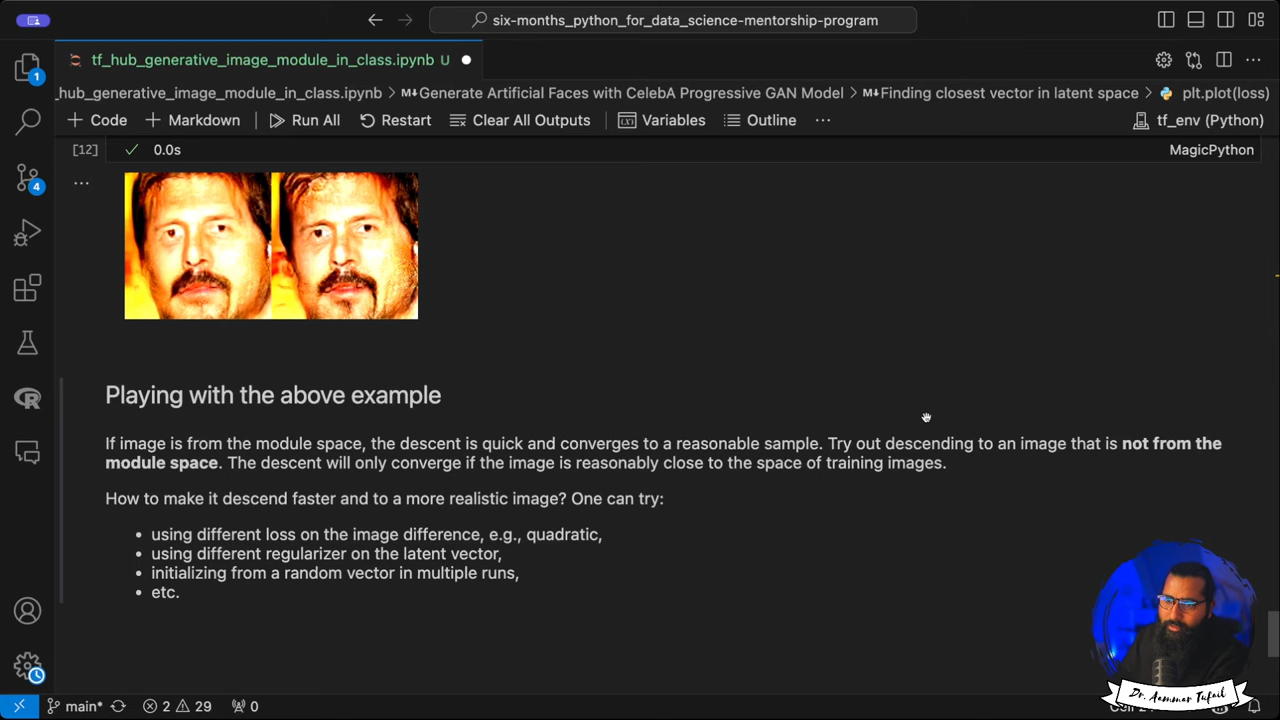 six-months_python_for_data_science-mentorship-program
tf_hub_generative_image_module_in_class.ipynb U
1
_hub_generative_image_module_in_class.ipynb > M↓Generate Artificial Faces with CelebA Progressive GAN Model > M↓Finding closest vector in latent space > plt.plot(loss)
+ Code + Markdown Run All Restart Clear All Outputs Variables Outline ... tf_env (Python)
[12] ✓ 0.0s MagicPython
...
4
Playing with the above example
If image is from the module space, the descent is quick and converges to a reasonable sample. Try out descending to an image that is not from the
module space. The descent will only converge if the image is reasonably close to the space of training images.
How to make it descend faster and to a more realistic image? One can try:
• using different loss on the image difference, e.g., quadratic,
• using different regularizer on the latent vector,
• initializing from a random vector in multiple runs,
• etc.
Dr. Aammar Tufail
main* 2 29 0